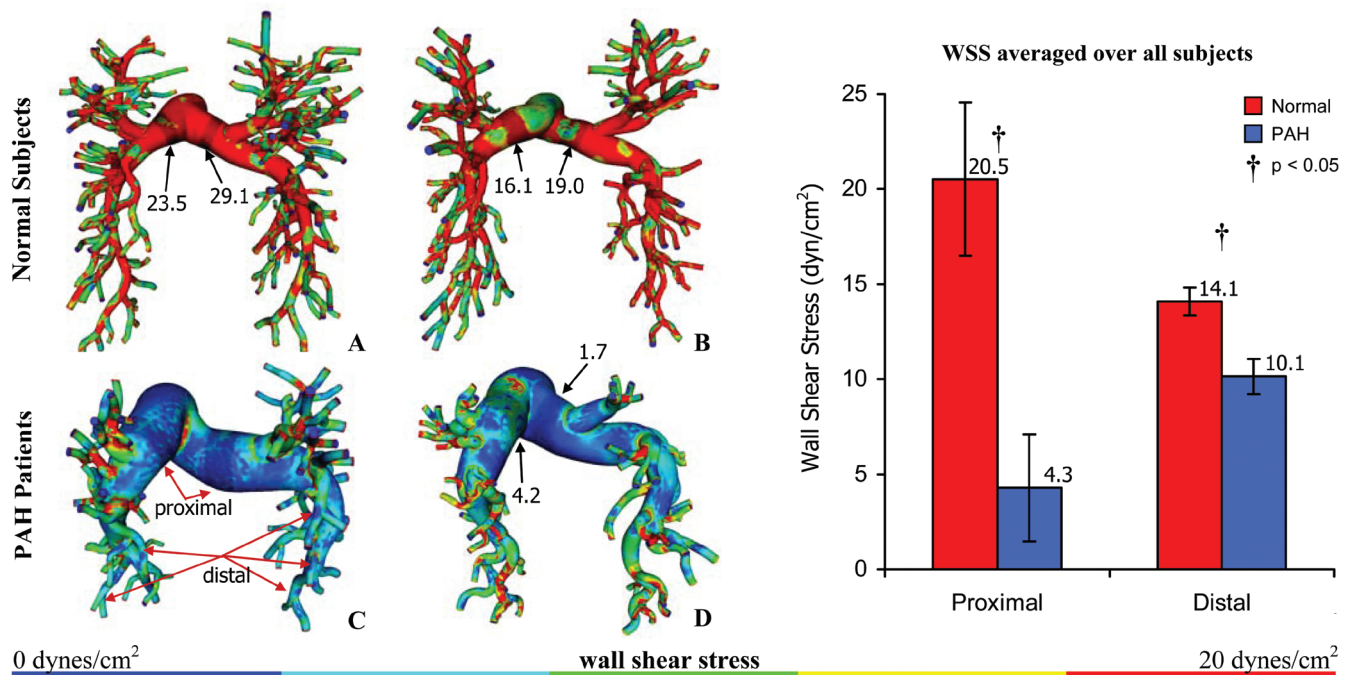 Normal Subjects
23.5
29.1
A
16.1
19.0
B
PAH Patients
proximal
distal
C
1.7
4.2
D
WSS averaged over all subjects
Wall Shear Stress (dyn/cm²)
25
20
15
10
5
0
†
20.5
4.3
†
14.1
10.1
Normal
PAH
† p < 0.05
Proximal
Distal
0 dynes/cm²
wall shear stress
20 dynes/cm²